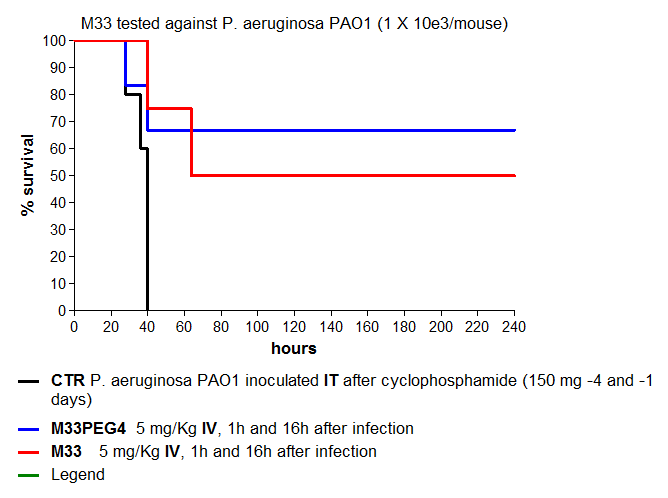 M33 tested against P. aeruginosa PAO1 (1 X 10e3/mouse)
100
90
80
70
60
50
40
30
20
10
0
% survival
0 20 40 60 80 100 120 140 160 180 200 220 240
hours
CTR P. aeruginosa PAO1 inoculated IT after cyclophosphamide (150 mg -4 and -1
days)
M33PEG4 5 mg/Kg IV, 1h and 16h after infection
M33 5 mg/Kg IV, 1h and 16h after infection
Legend